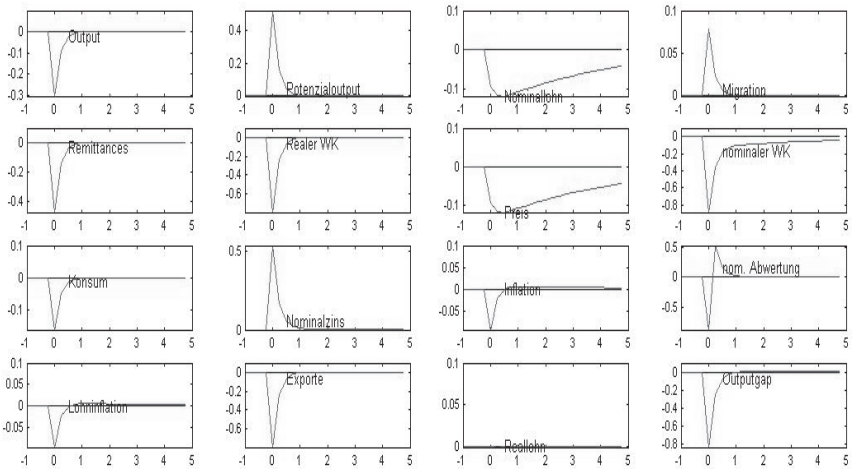 0.1 0.1
0 Output 0.4 0 0.05
-0.1 0.2
-0.2 Potenzialoutput Nominallohn Migration
-0.3 0 -0.1 0
-1 0 1 2 3 4 5 -1 0 1 2 3 4 5 -1 0 1 2 3 4 5 -1 0 1 2 3 4 5
0.1
0 0 0 0
Remittances -0.2 Realer WK -0.2 nominaler WK
-0.2 -0.4 -0.4
-0.6 -0.6
-0.4 Preis -0.8
-0.1
-1 0 1 2 3 4 5 -1 0 1 2 3 4 5 -1 0 1 2 3 4 5 -1 0 1 2 3 4 5
0.1 0.5 0.1 0.5
0.05 nom. Abwertung
0 Konsum 0 Inflation 0
-0.05 -0.5
-0.1 Nominalzins
0
-1 0 1 2 3 4 5 -1 0 1 2 3 4 5 -1 0 1 2 3 4 5 -1 0 1 2 3 4 5
0.1 0.1
0.05 0 Exporte 0 Outputgap
-0.2 0.05 -0.2
0 Lohninflation -0.4 -0.4
-0.05 -0.6 -0.6
0 Reallohn -0.8
-1 0 1 2 3 4 5 -1 0 1 2 3 4 5 -1 0 1 2 3 4 5 -1 0 1 2 3 4 5